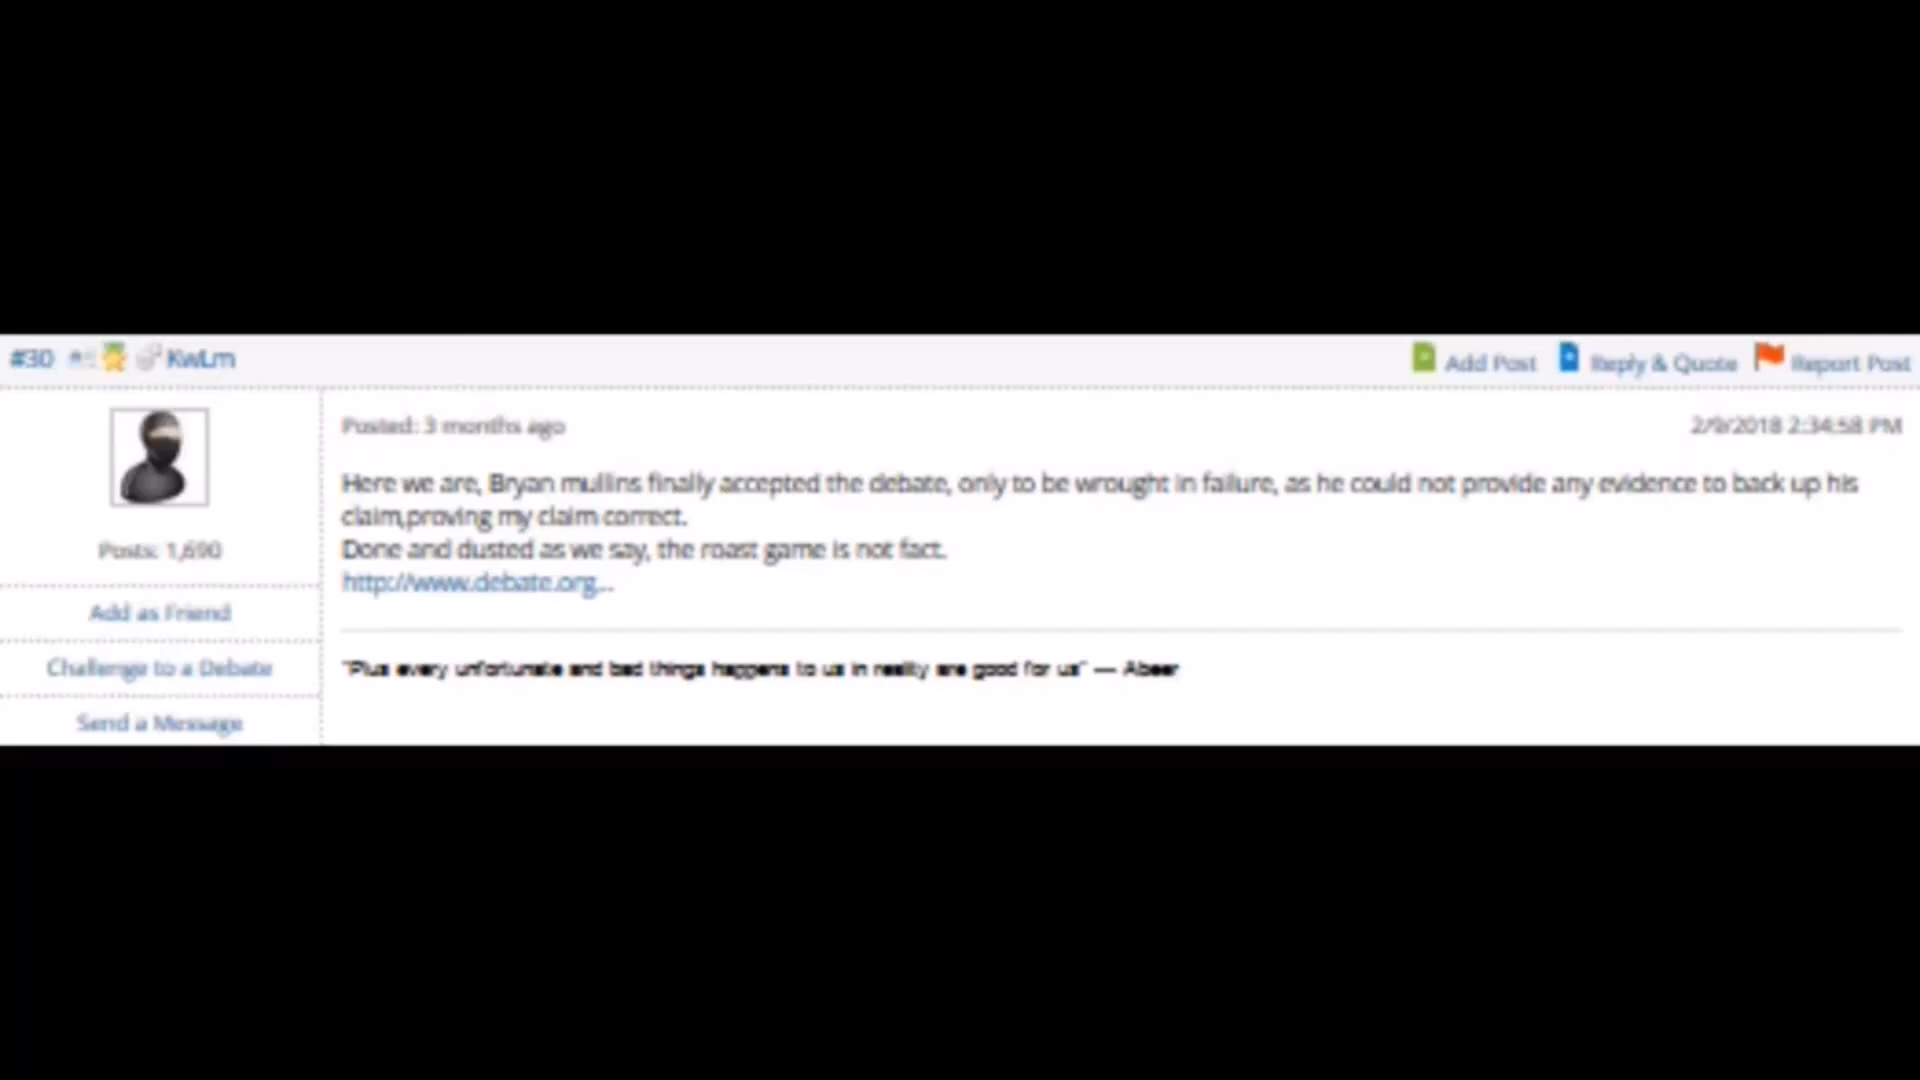 #30 KwLm
Add Post Reply & Quote Report Post
Posted: 3 months ago
2/9/2018 2:34:58 PM
Here we are, Bryan mullins finally accepted the debate, only to be wrought in failure, as he could not provide any evidence to back up his
claim,proving my claim correct.
Done and dusted as we say, the roast game is not fact.
http://www.debate.org...
Posts: 1,690
Add as Friend
Challenge to a Debate
Send a Message
"Plus every unfortunate and bad things happens to us in reality are good for us" — Abeer